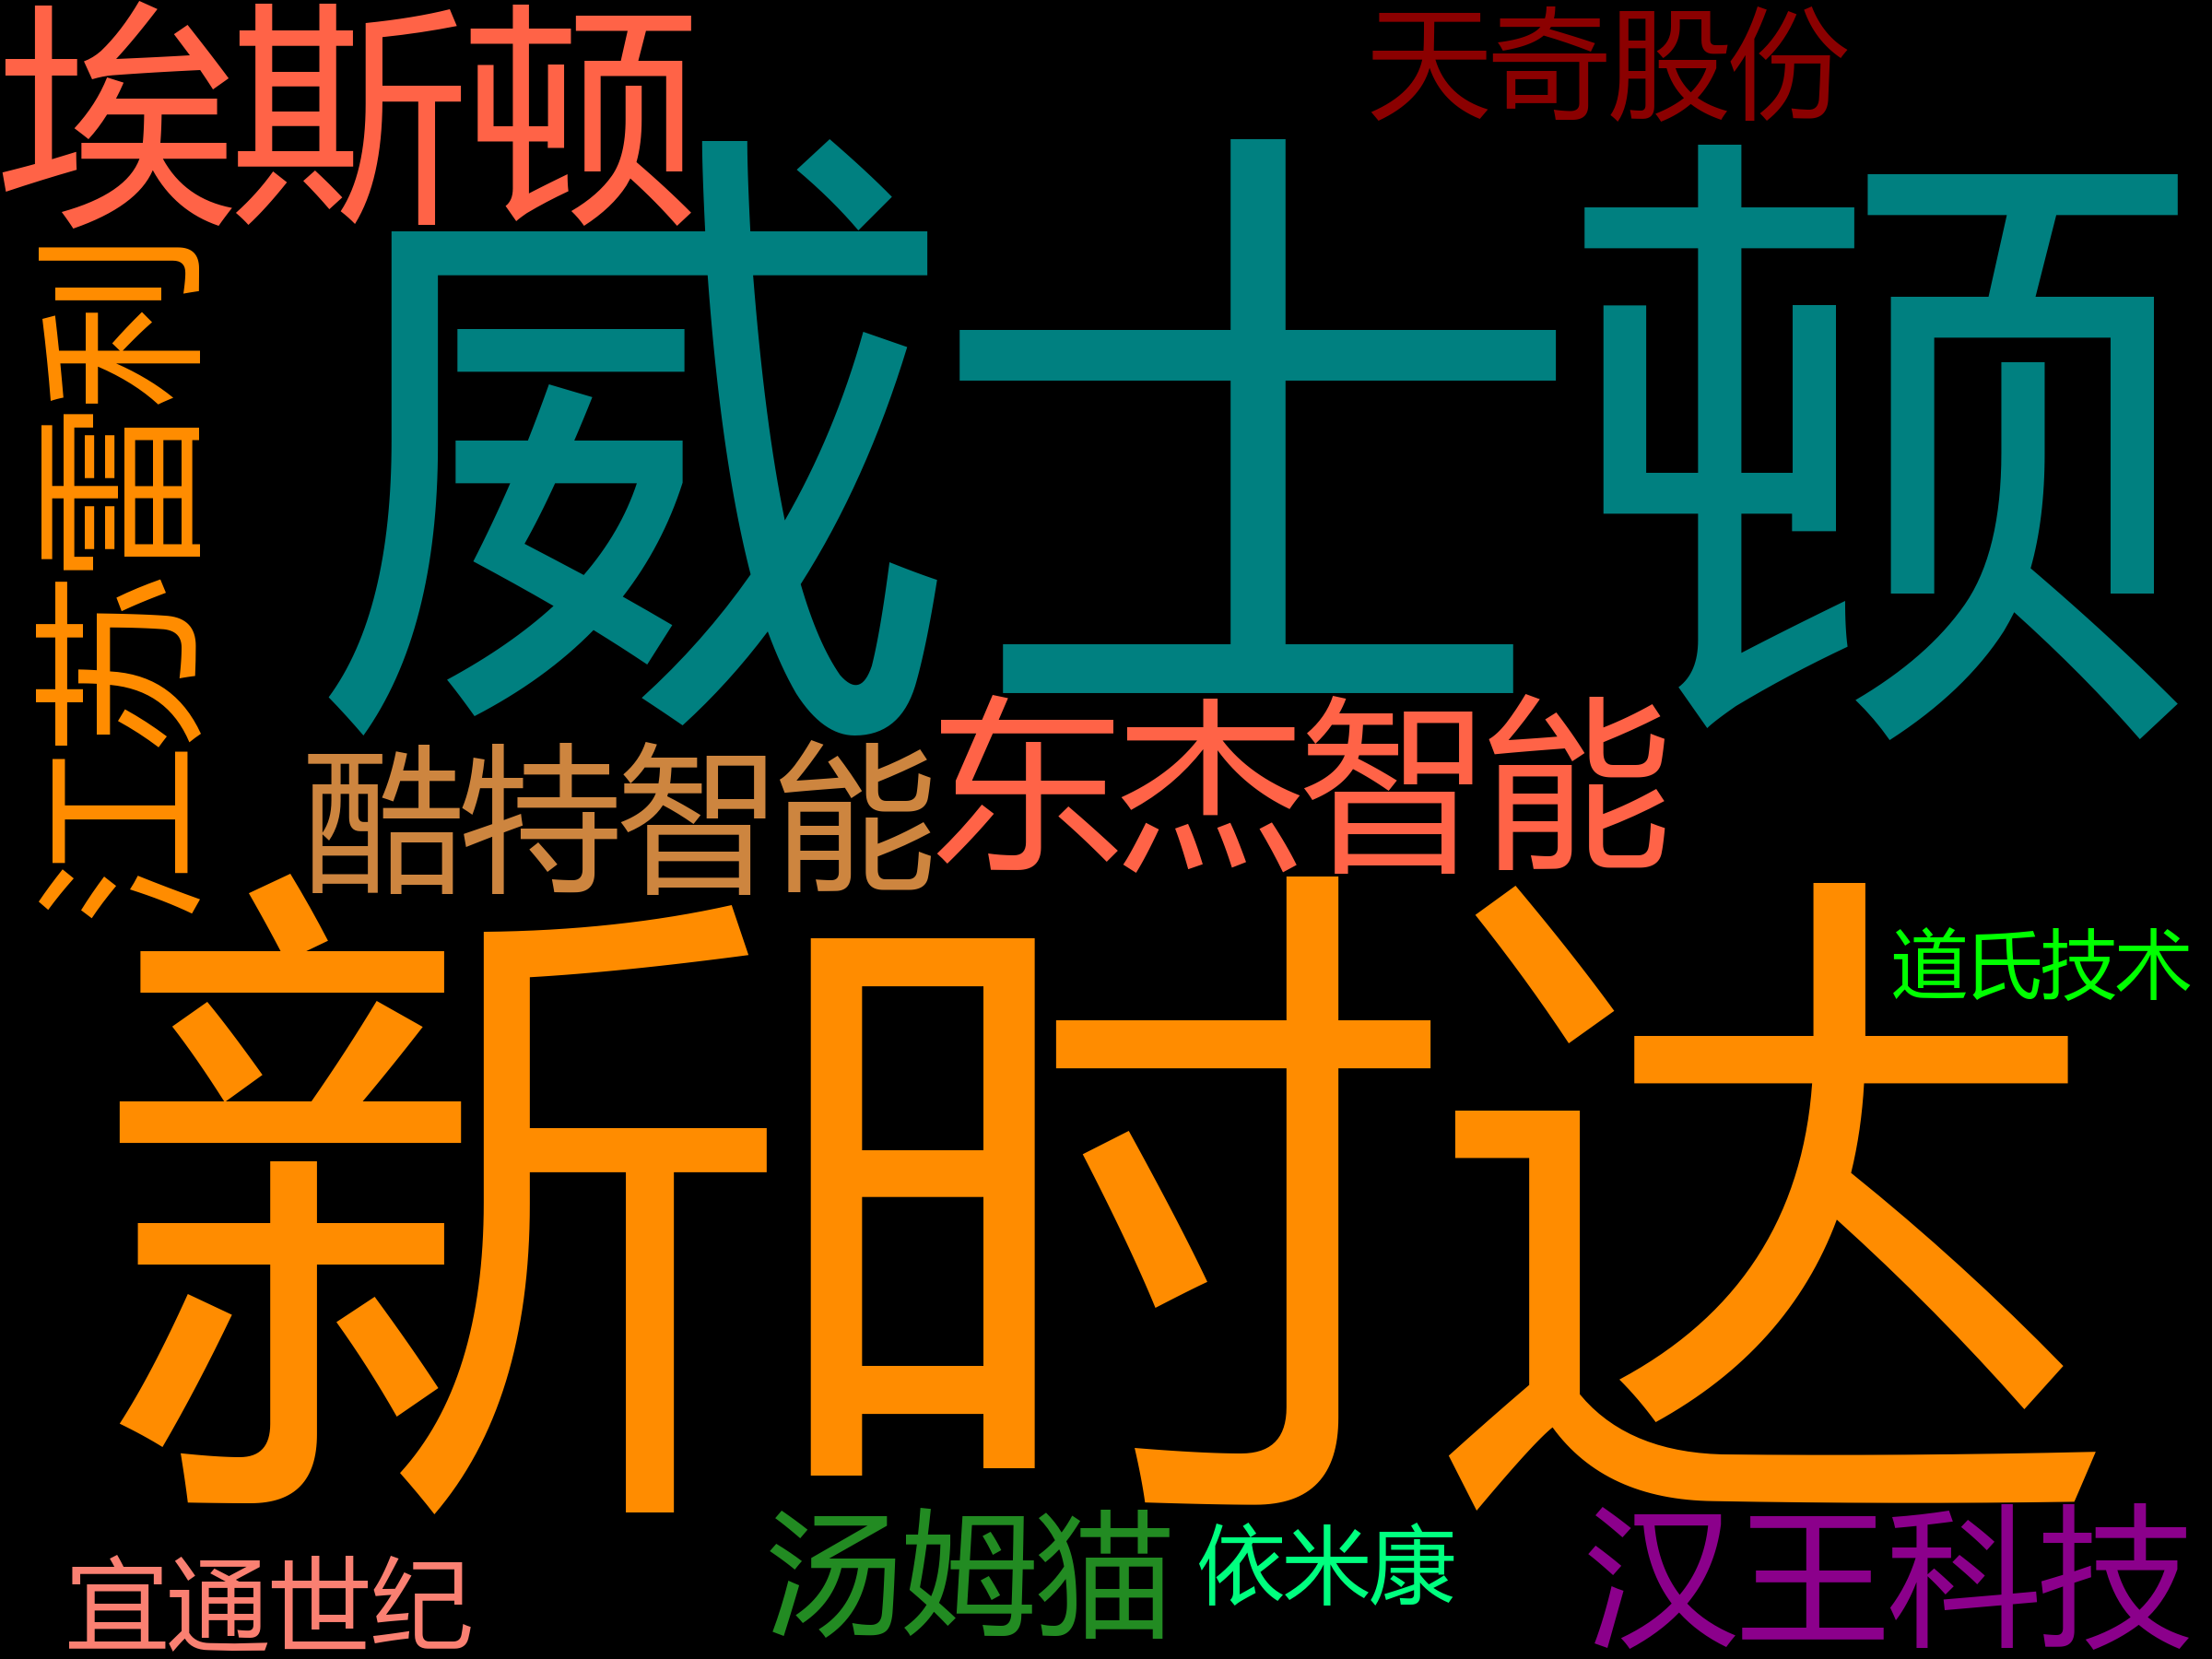 埃斯顿
天奇股份
威士顿
江苏雷利
东杰智能
酷特智能
新时达
道氏技术
汤姆猫
依米康
汉王科技
宜通世纪